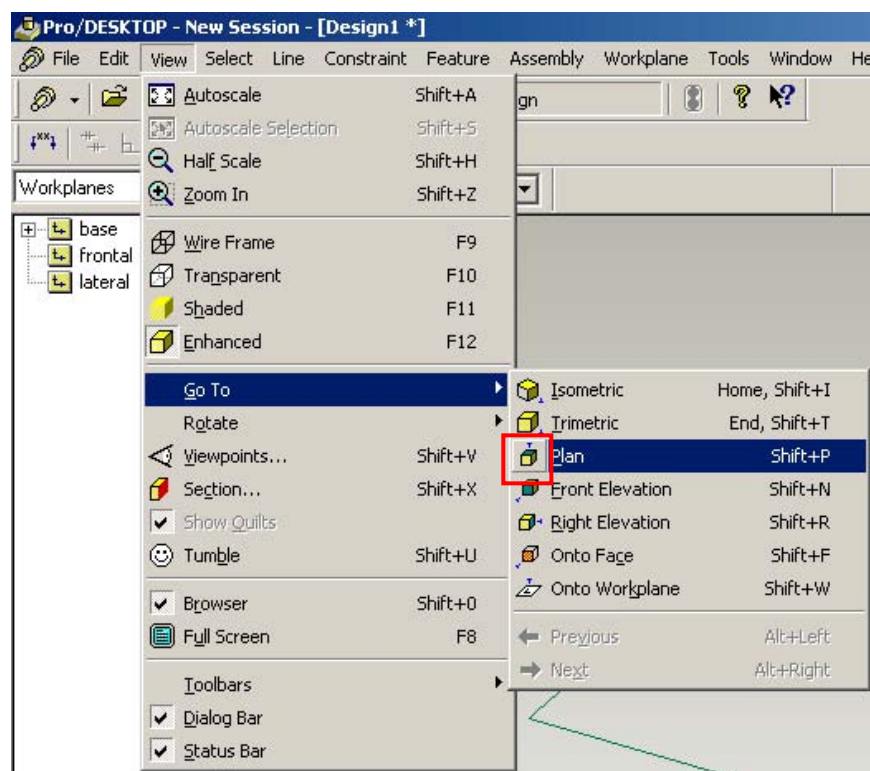 Pro/DESKTOP - New Session - [Design1 *]
File Edit View Select Line Constraint Feature Assembly Workplane Tools Window He
gn
Workplanes
base
frontal
lateral
Autoscale Shift+A
Autoscale Selection Shift+S
Half Scale Shift+H
Zoom In Shift+Z
Wire Frame F9
Transparent F10
Shaded F11
Enhanced F12
Go To
Rotate
Viewpoints... Shift+V
Section... Shift+X
Show Quilts
Tumble Shift+U
Browser Shift+0
Full Screen F8
Toolbars
Dialog Bar
Status Bar
Isometric Home, Shift+I
Trimetric End, Shift+T
Plan Shift+P
Front Elevation Shift+N
Right Elevation Shift+R
Onto Face Shift+F
Onto Workplane Shift+W
Previous Alt+Left
Next Alt+Right